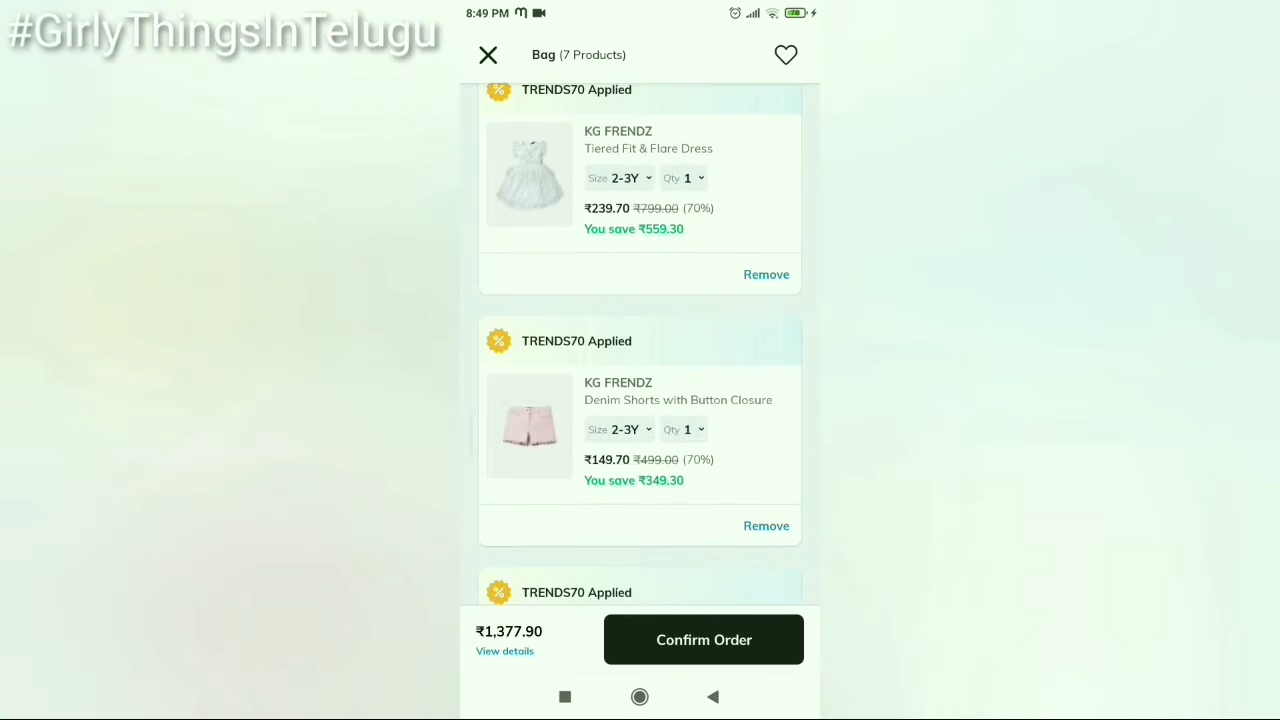 #GirlyThingsInTelugu
8:49 PM
78
Bag (7 Products)
% TRENDS70 Applied
KG FRENDZ
Tiered Fit & Flare Dress
Size 2-3Y Qty 1
₹239.70 ₹799.00 (70%)
You save ₹559.30
Remove
% TRENDS70 Applied
KG FRENDZ
Denim Shorts with Button Closure
Size 2-3Y Qty 1
₹149.70 ₹499.00 (70%)
You save ₹349.30
Remove
% TRENDS70 Applied
₹1,377.90
View details
Confirm Order